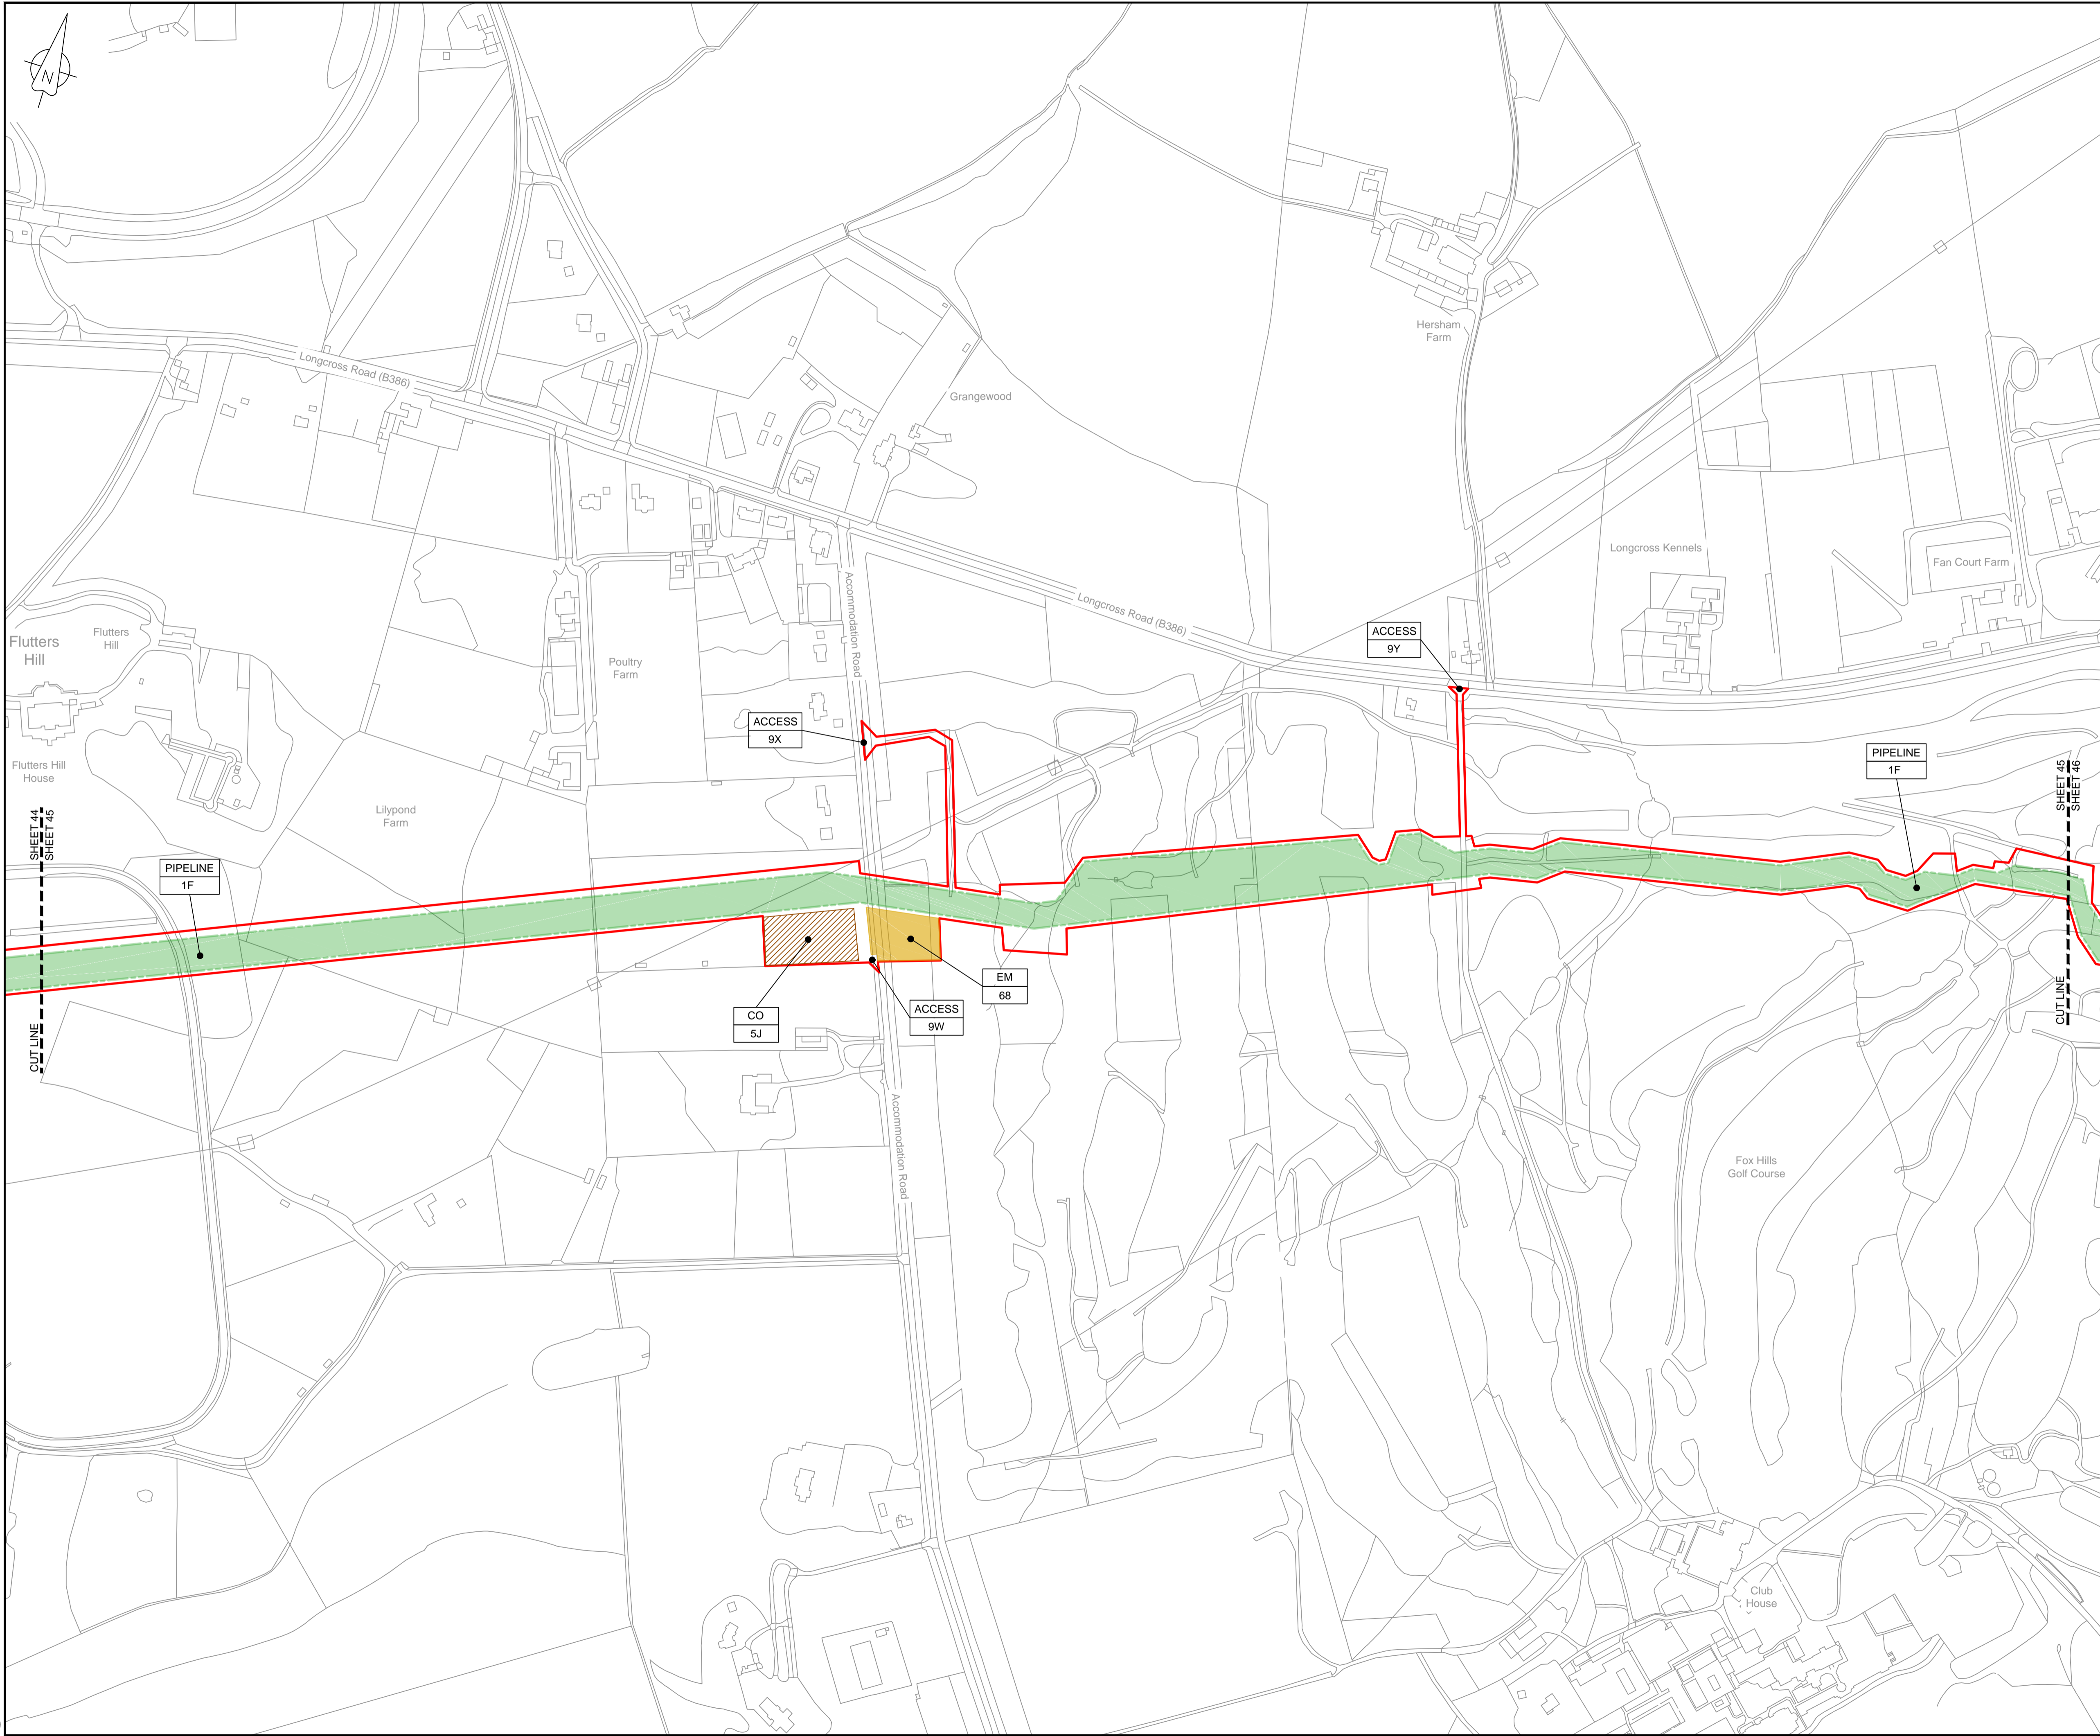 N
Longcross Road (B386)
Grangewood
Hersham
Farm
Longcross Kennels
Fan Court Farm
Accommodation Road
Longcross Road (B386)
ACCESS
9Y
Flutters
Hill
Flutters
Hill
Poultry
Farm
ACCESS
9X
PIPELINE
1F
Flutters Hill
House
Lilypond
Farm
SHEET 44
SHEET 45
CUT LINE
PIPELINE
1F
SHEET 45
SHEET 46
CUT LINE
EM
68
CO
5J
ACCESS
9W
Accommodation Road
Fox Hills
Golf Course
Club
House